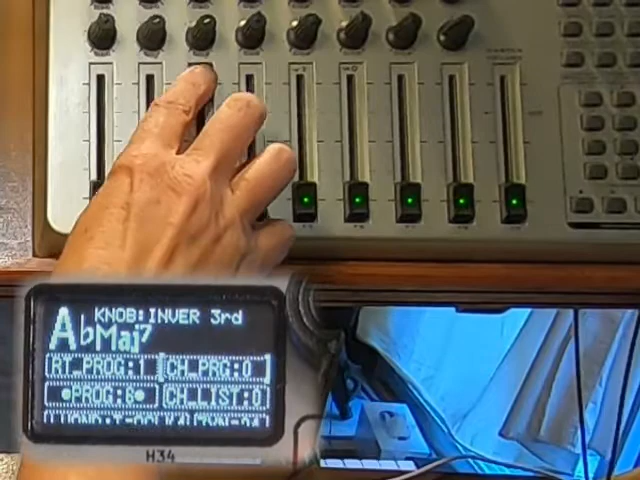 KNOB:INVER 3rd
AbMaj7
RT_PROG:1 CH_PRG:0
●PROG:6● CH_LIST:0
H34